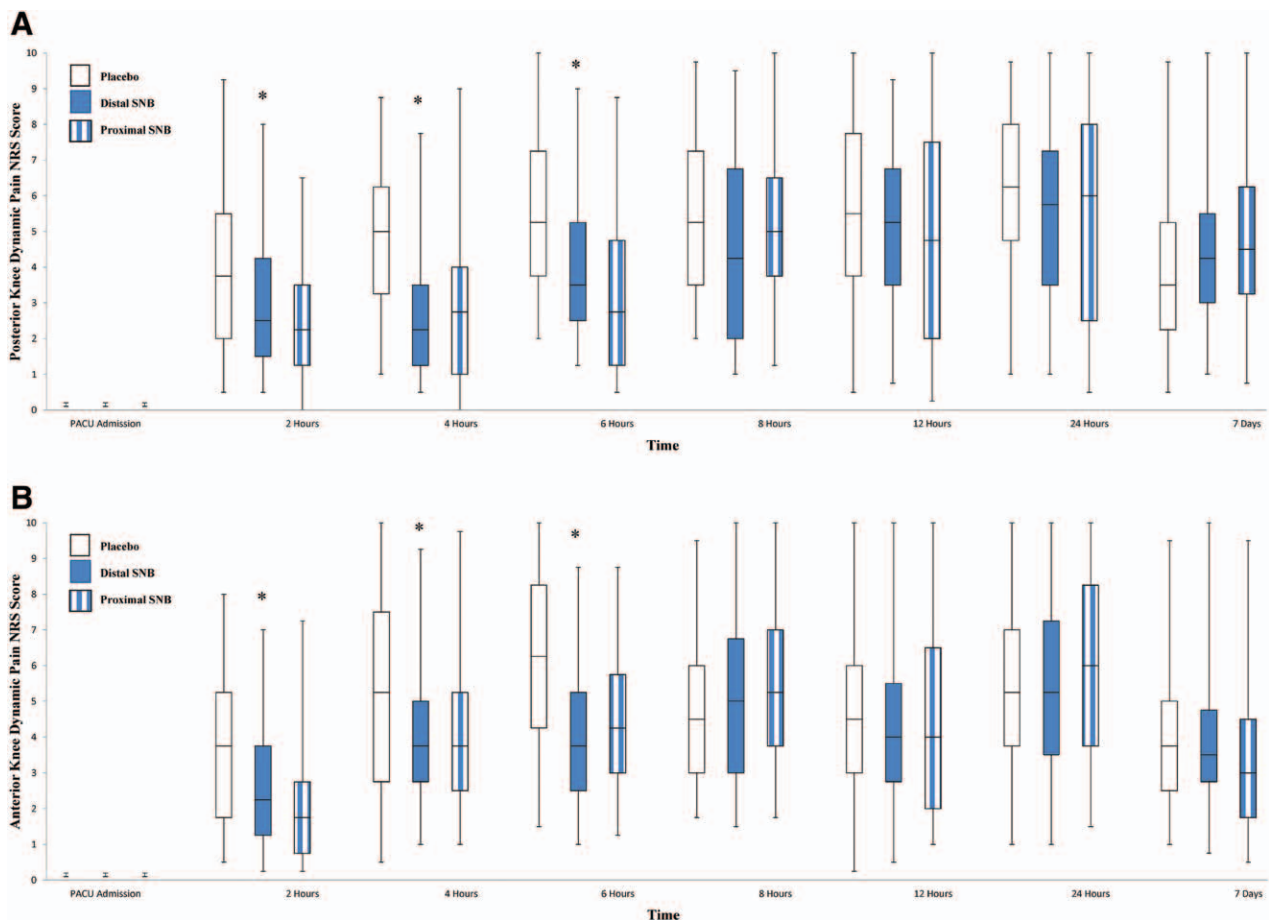 A
Posterior Knee Dynamic Pain NRS Score
10
9
8
7
6
5
4
3
2
1
0
Placebo
Distal SNB
Proximal SNB
*
*
*
PACU Admission
2 Hours
4 Hours
6 Hours
8 Hours
12 Hours
24 Hours
7 Days
Time
B
Anterior Knee Dynamic Pain NRS Score
10
9
8
7
6
5
4
3
2
1
0
Placebo
Distal SNB
Proximal SNB
*
*
*
PACU Admission
2 Hours
4 Hours
6 Hours
8 Hours
12 Hours
24 Hours
7 Days
Time